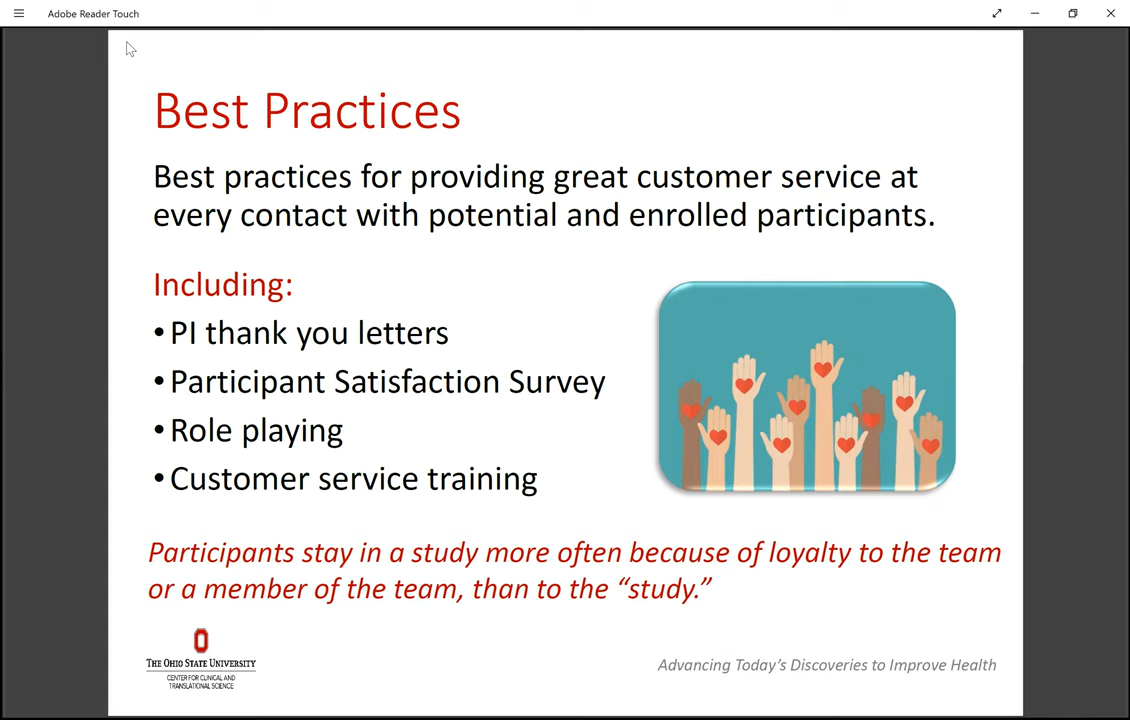 Adobe Reader Touch
Best Practices
Best practices for providing great customer service at
every contact with potential and enrolled participants.
Including:
•PI thank you letters
•Participant Satisfaction Survey
•Role playing
•Customer service training
Participants stay in a study more often because of loyalty to the team
or a member of the team, than to the “study.”
THE OHIO STATE UNIVERSITY
CENTER FOR CLINICAL AND
TRANSLATIONAL SCIENCE
Advancing Today’s Discoveries to Improve Health